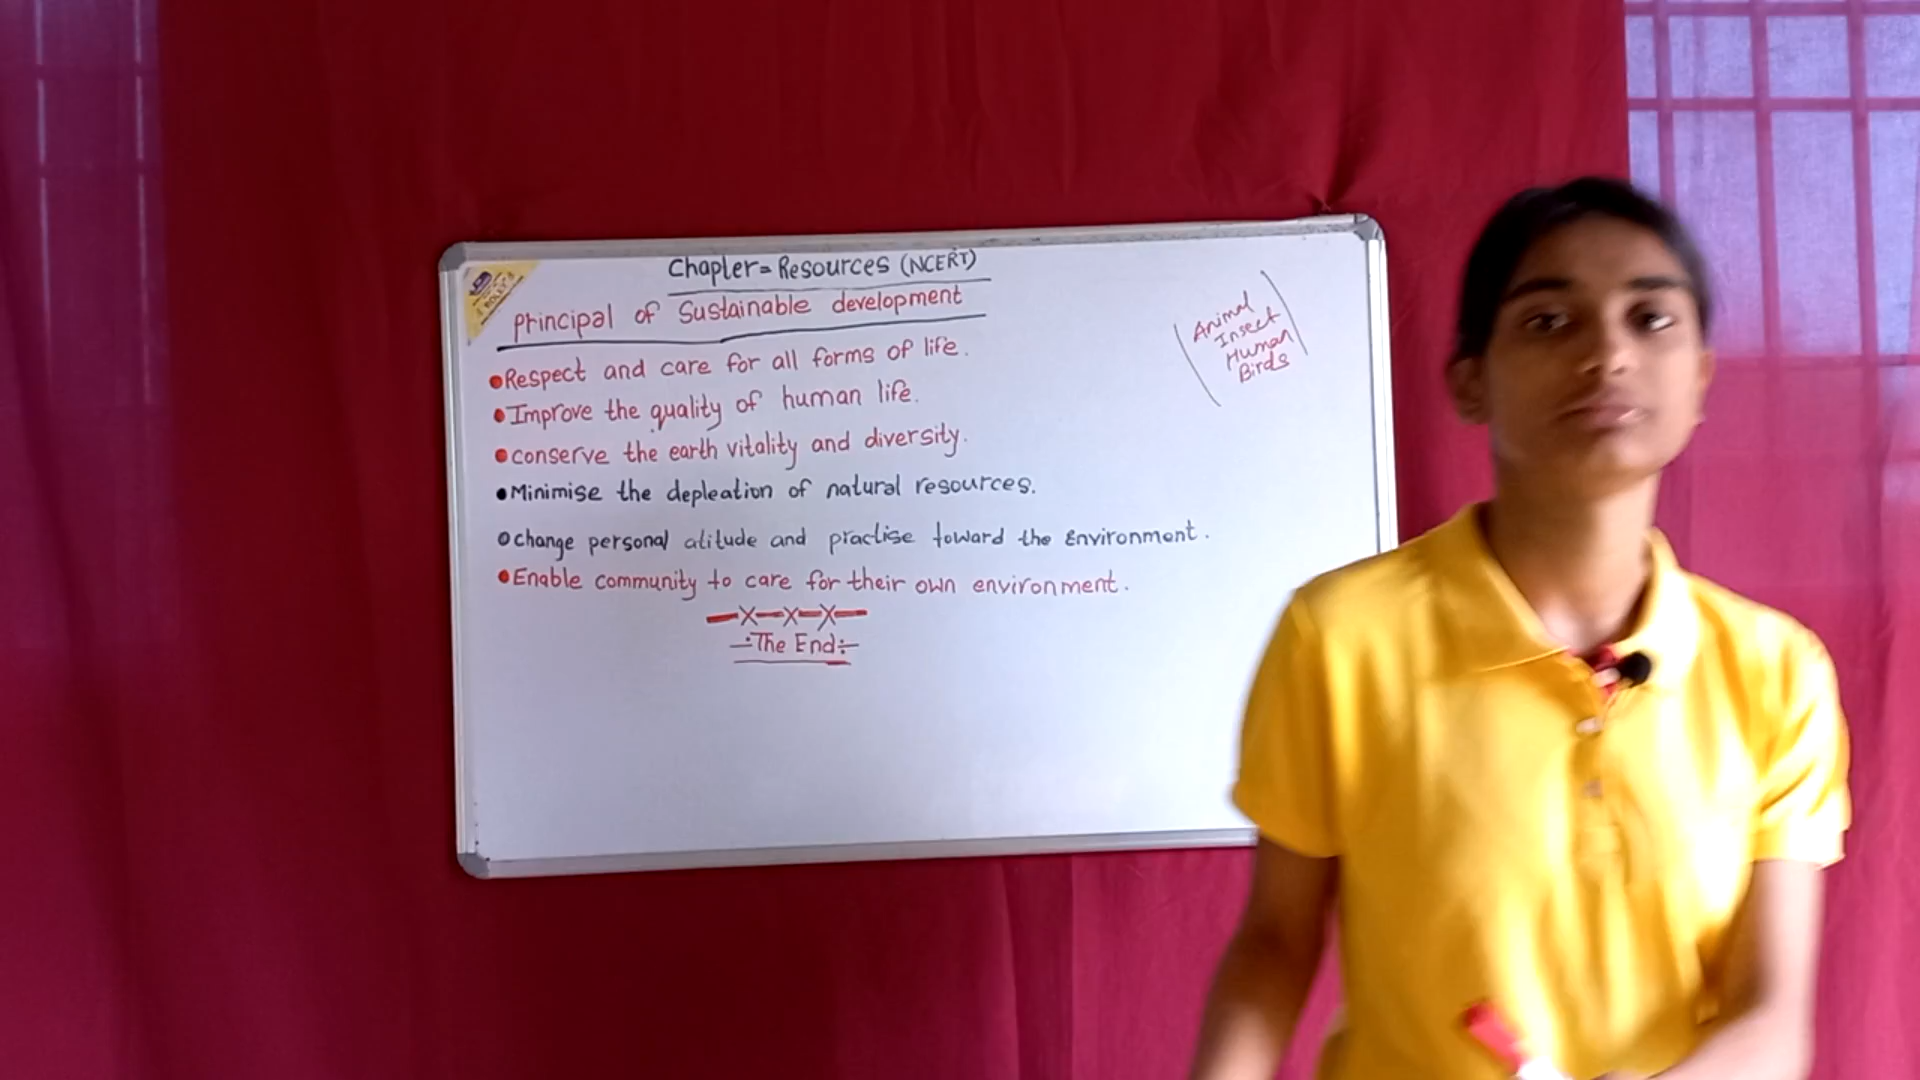 Chapter = Resources (NCERT)
Principal of Sustainable development
•Respect and care for all forms of life.
•Improve the quality of human life.
•conserve the earth vitality and diversity.
•Minimise the depleation of natural resources.
•change personal atitude and practise toward the Environment.
•Enable community to care for their own environment.
—X—X—X—
-:The End:-
Animal
Insect
Human
Birds